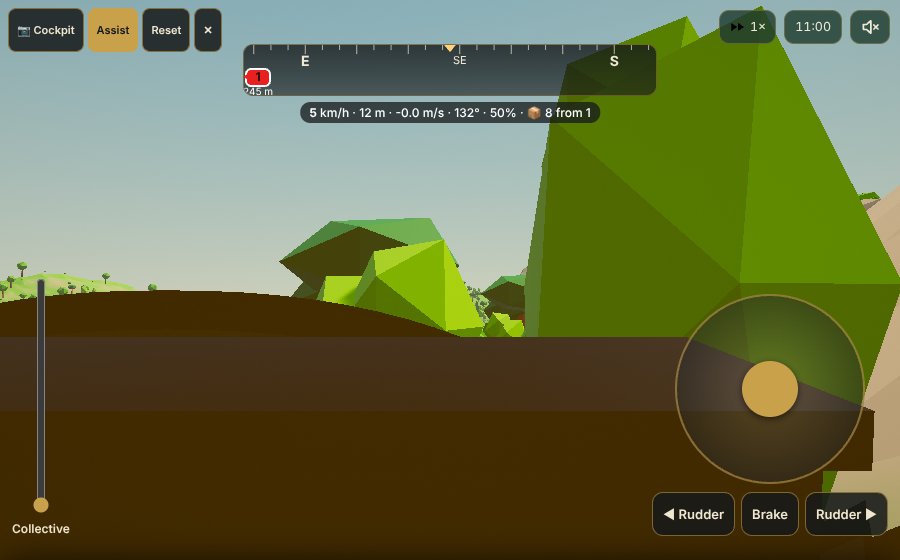 📷 Cockpit
Assist
Reset
✕
1×
11:00
E
SE
S
1
245 m
5 km/h · 12 m · -0.0 m/s · 132° · 50% · 📦 8 from 1
Collective
◀ Rudder
Brake
Rudder ▶